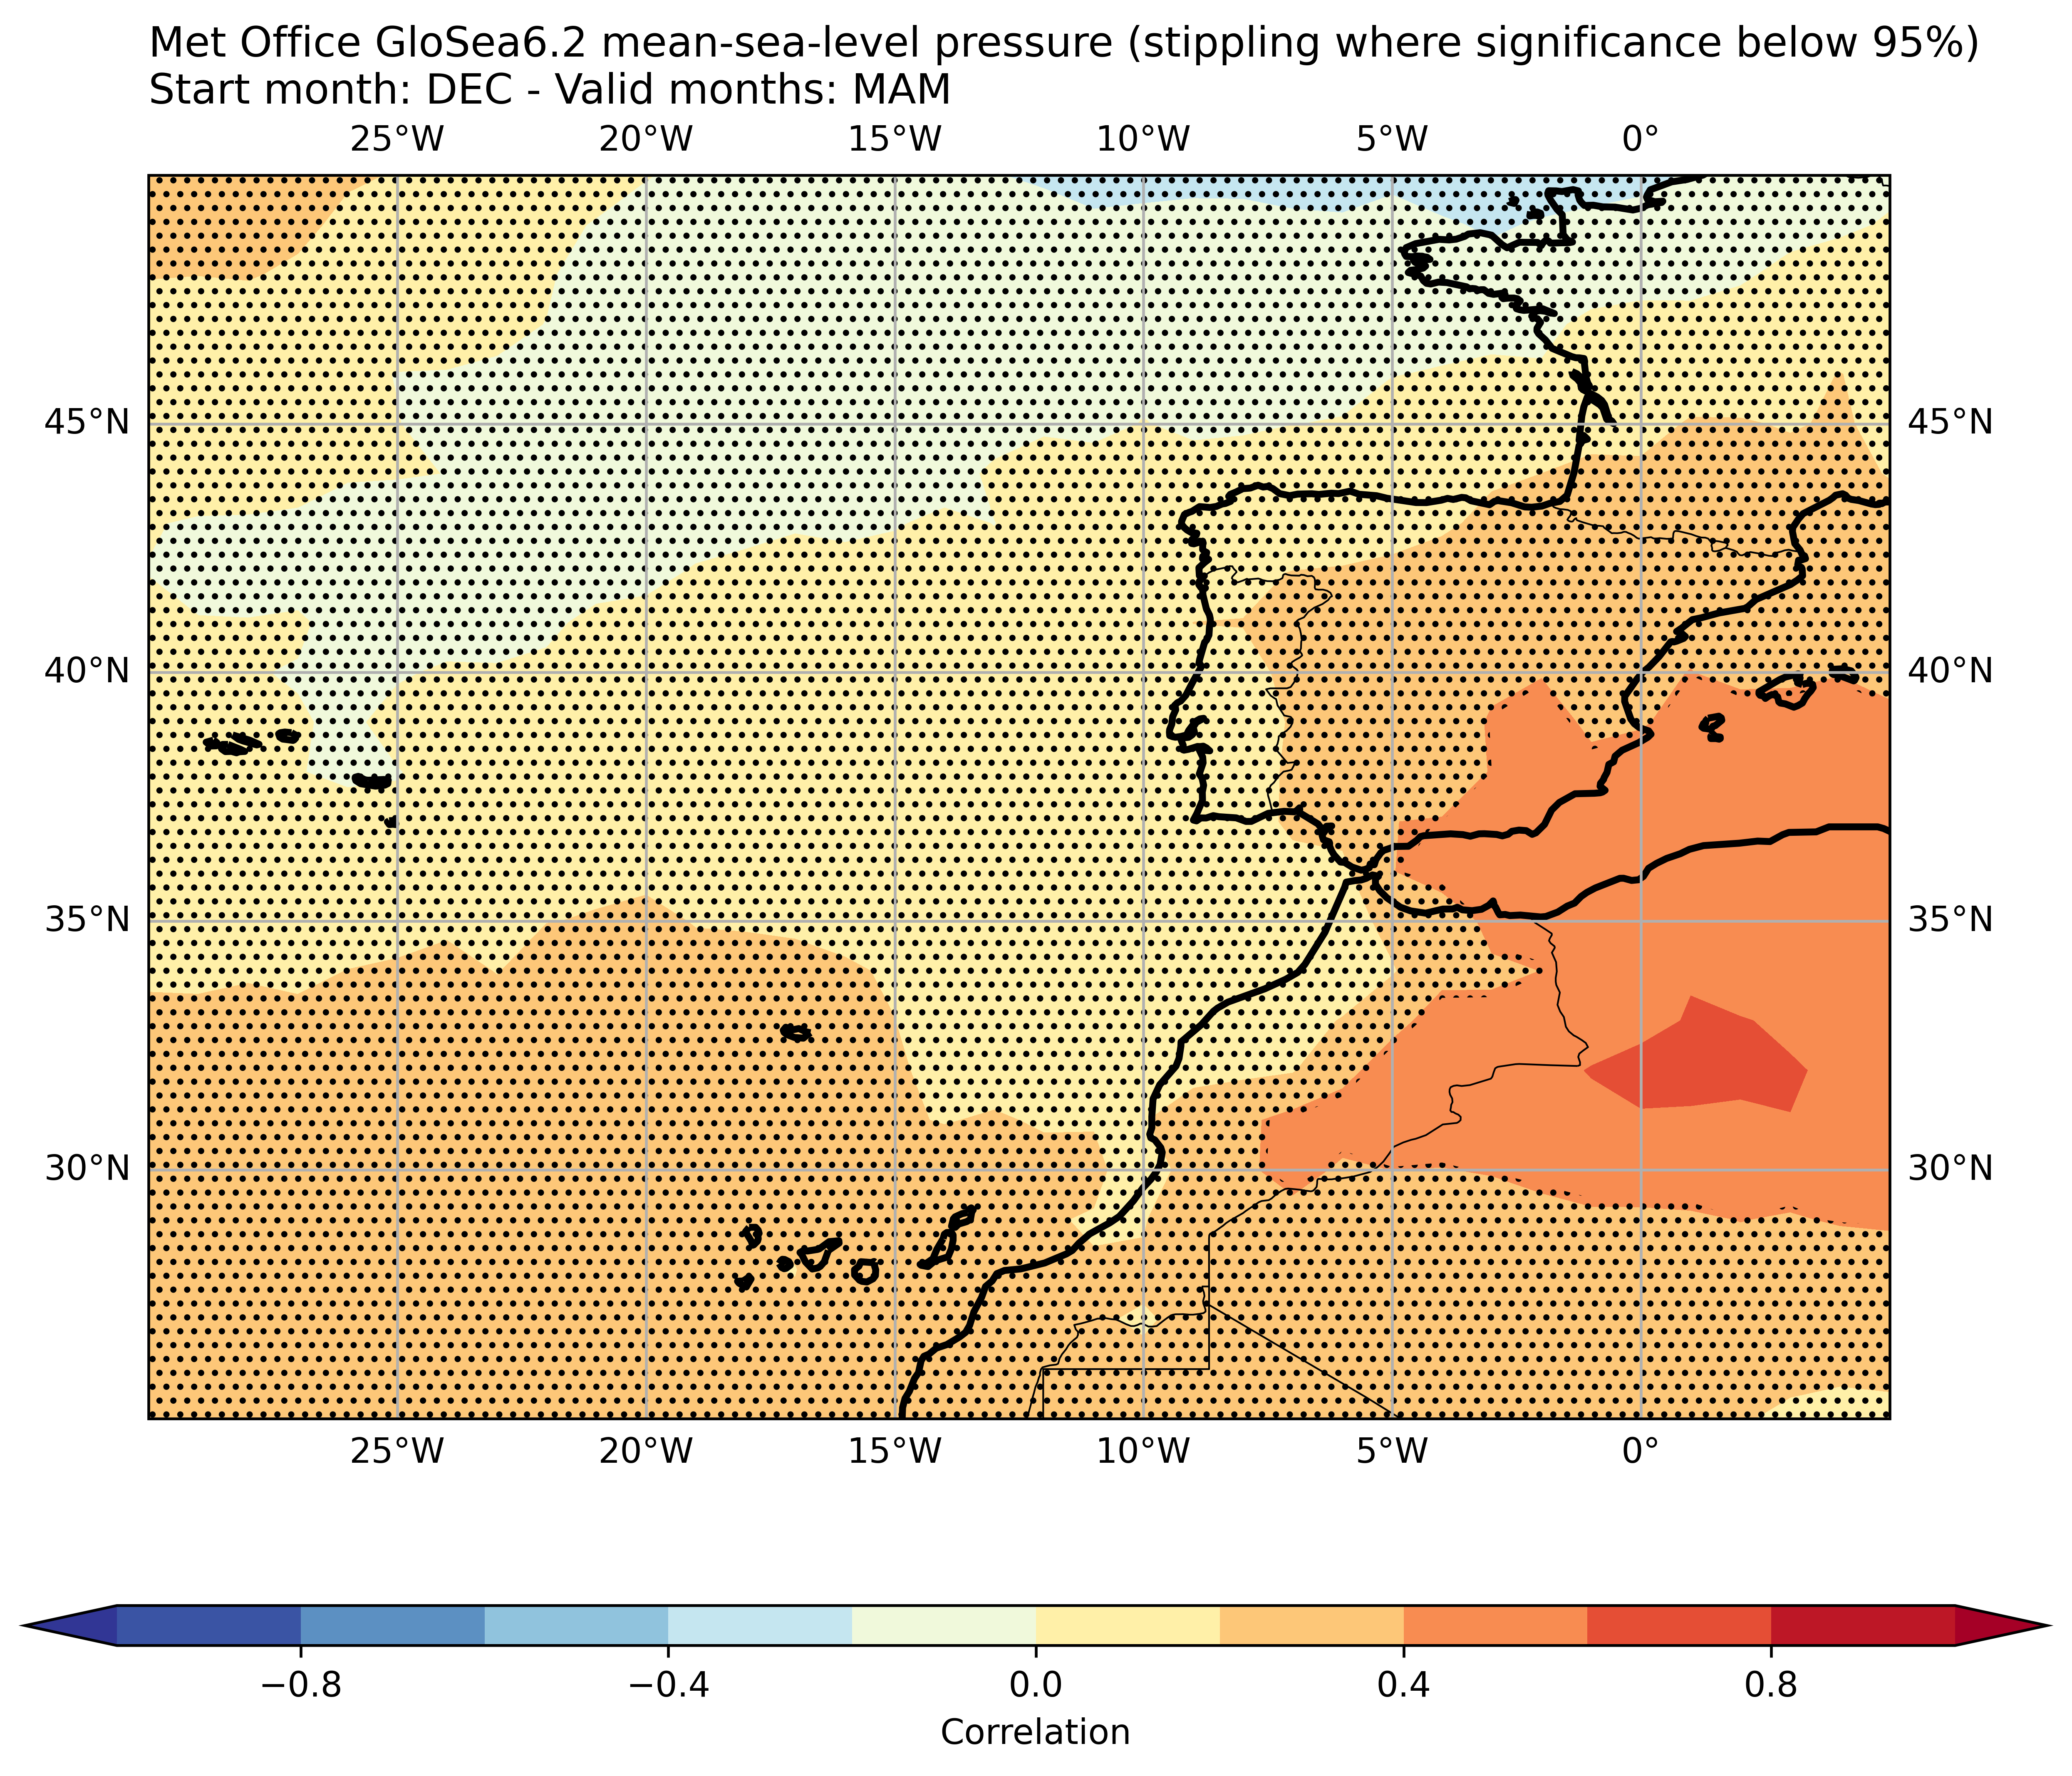 Met Office GloSea6.2 mean-sea-level pressure (stippling where significance below 95%)
Start month: DEC - Valid months: MAM
25°W 20°W 15°W 10°W 5°W 0°
45°N 45°N
40°N 40°N
35°N 35°N
30°N 30°N
25°W 20°W 15°W 10°W 5°W 0°
−0.8 −0.4 0.0 0.4 0.8
Correlation